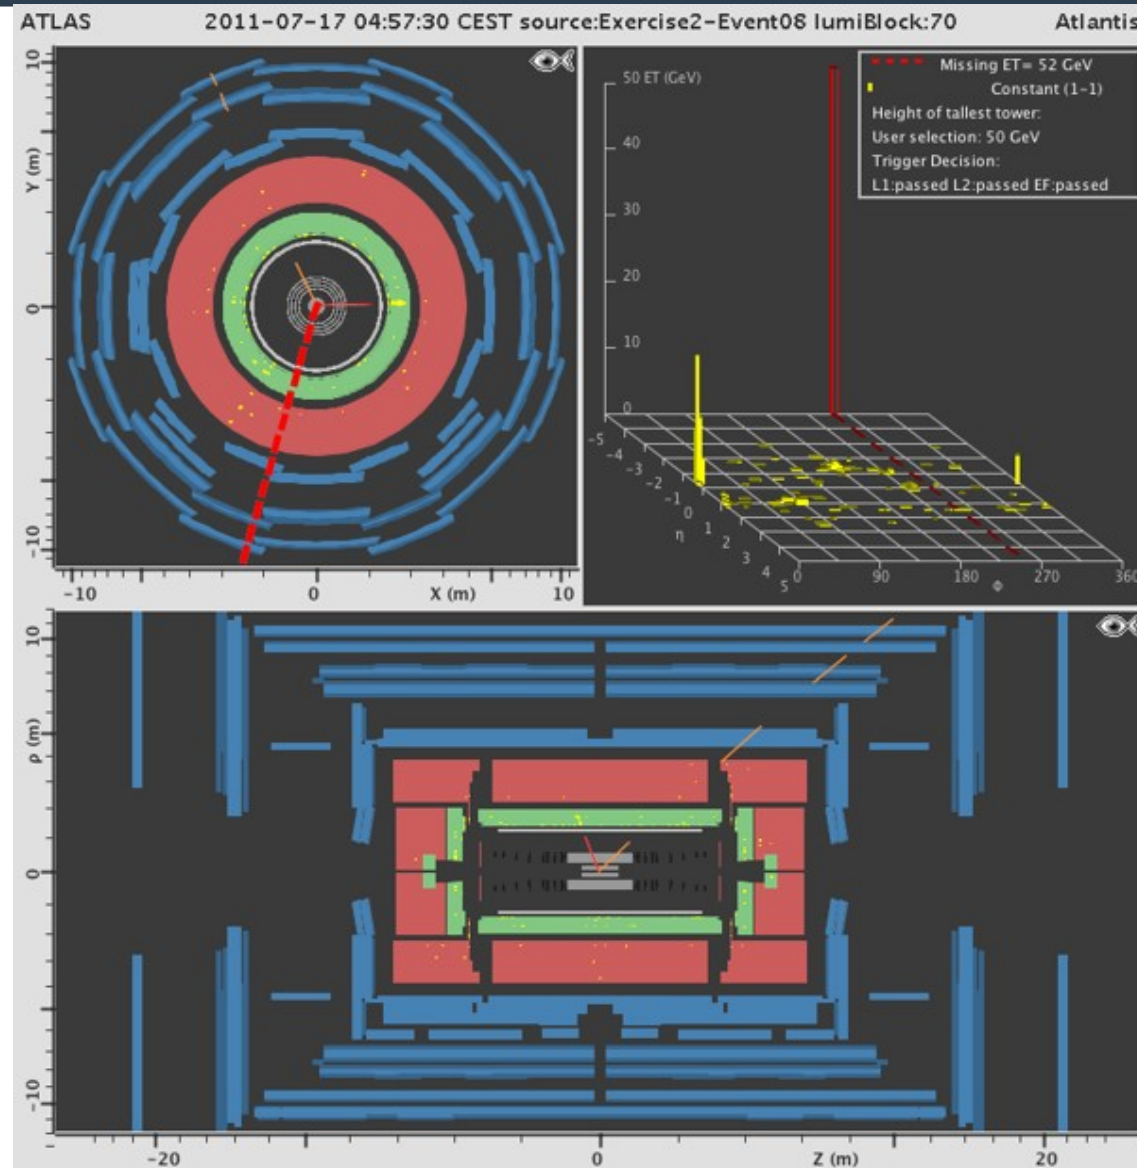 ATLAS 2011-07-17 04:57:30 CEST source:Exercise2-Event08 lumiBlock:70 Atlantis
10
Y (m)
0
-10
-10 0 X (m) 10
50 ET (GeV)
40
30
20
10
0
-5
-4
-3
-2
-1
0
1
2
3
4
5
η
0 90 180 270 360
Φ
Missing ET= 52 GeV
Constant (1-1)
Height of tallest tower:
User selection: 50 GeV
Trigger Decision:
L1:passed L2:passed EF:passed
10
ρ (m)
0
-10
-20 0 Z (m) 20